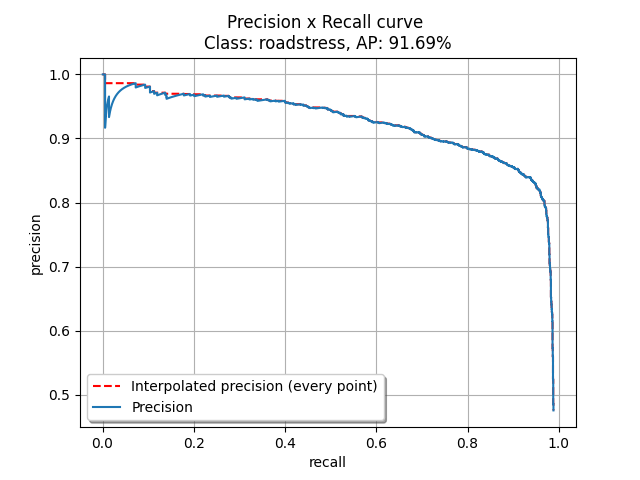 Precision x Recall curve
Class: roadstress, AP: 91.69%
precision
1.0
0.9
0.8
0.7
0.6
0.5
Interpolated precision (every point)
Precision
0.0 0.2 0.4 0.6 0.8 1.0
recall